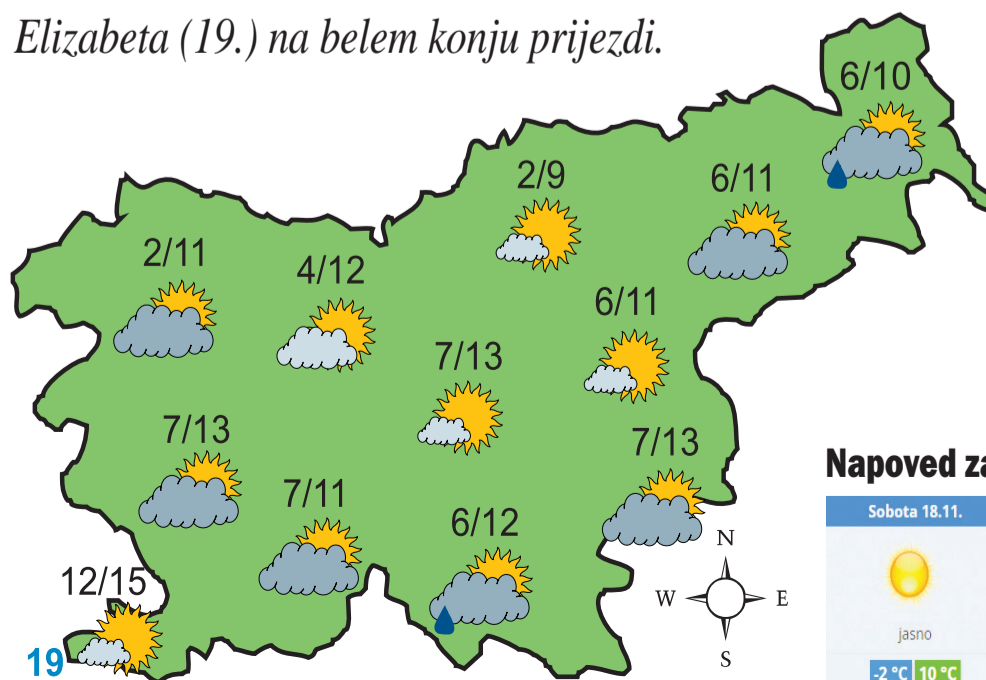 Elizabeta (19.) na belem konju prijezdi.
6/10
2/9
6/11
2/11
4/12
6/11
7/13
7/13
7/13
7/11
6/12
12/15
19
N
W E
S
Napoved za
Sobota 18.11.
jasno
-2 °C 10 °C